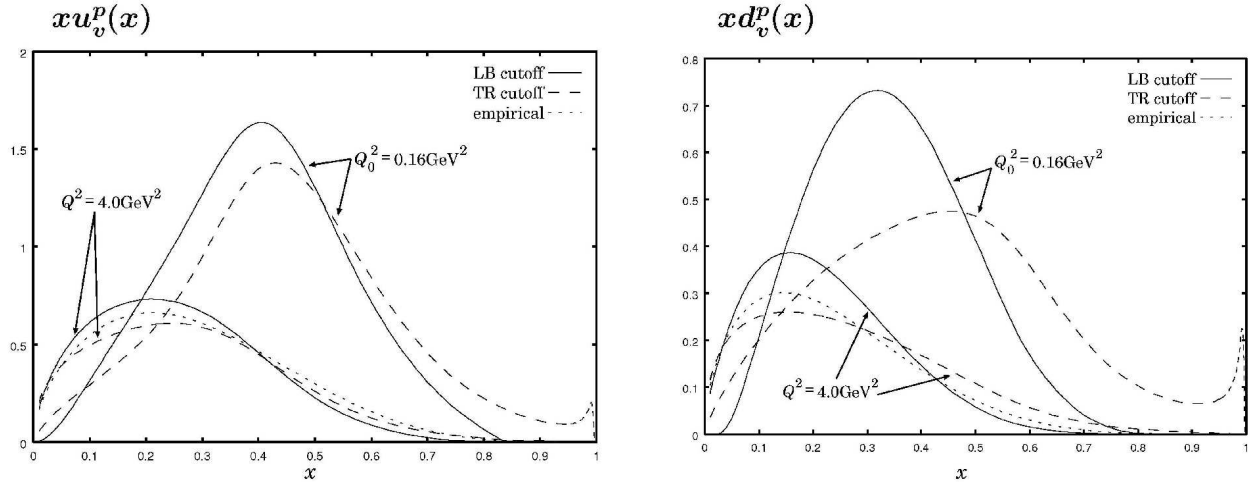 xu_v^p(x)
2
1.5
1
0.5
0
LB cutoff
TR cutoff
empirical
Q_0^2 = 0.16GeV^2
Q^2 = 4.0GeV^2
0 0.1 0.2 0.3 0.4 0.5 0.6 0.7 0.8 0.9 1
x
xd_v^p(x)
0.8
0.7
0.6
0.5
0.4
0.3
0.2
0.1
0
LB cutoff
TR cutoff
empirical
Q_0^2 = 0.16GeV^2
Q^2 = 4.0GeV^2
0 0.1 0.2 0.3 0.4 0.5 0.6 0.7 0.8 0.9 1
x